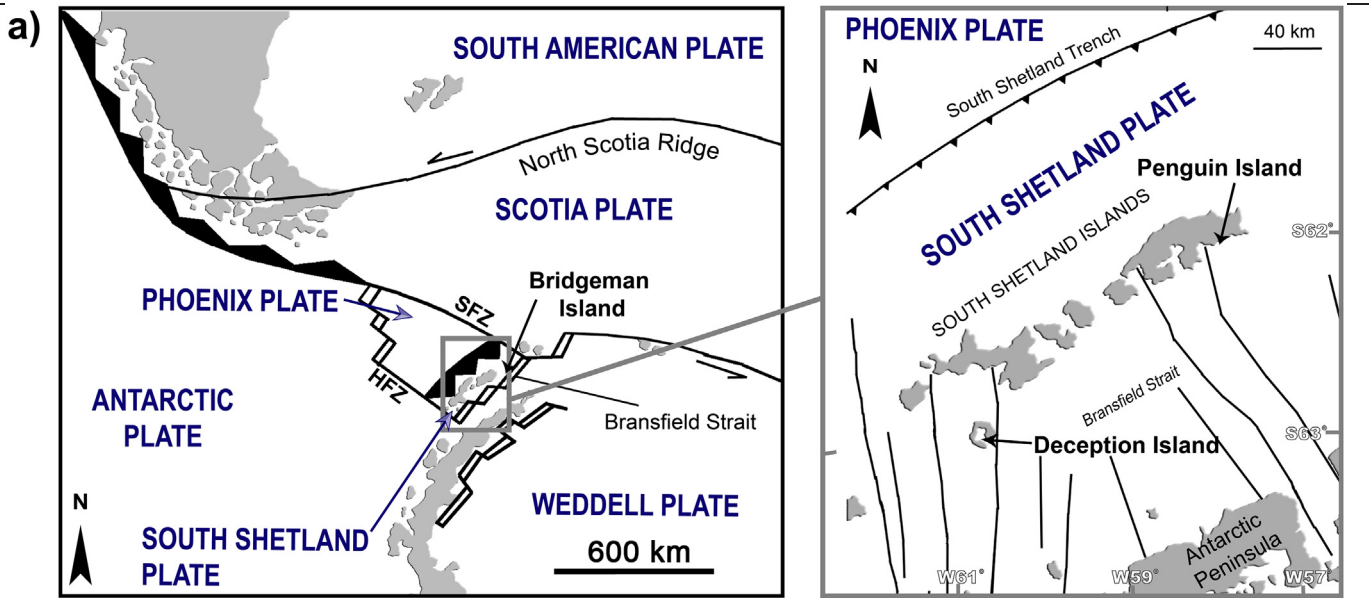 a)
SOUTH AMERICAN PLATE
North Scotia Ridge
SCOTIA PLATE
Bridgeman
Island
PHOENIX PLATE
SFZ
HFZ
ANTARCTIC
PLATE
Bransfield Strait
N
WEDDELL PLATE
SOUTH SHETLAND
PLATE
600 km
PHOENIX PLATE
40 km
N
South Shetland Trench
SOUTH SHETLAND PLATE
Penguin Island
SOUTH SHETLAND ISLANDS
S62°
Bransfield Strait
S63°
Deception Island
Antarctic
Peninsula
W61°
W59°
W57°